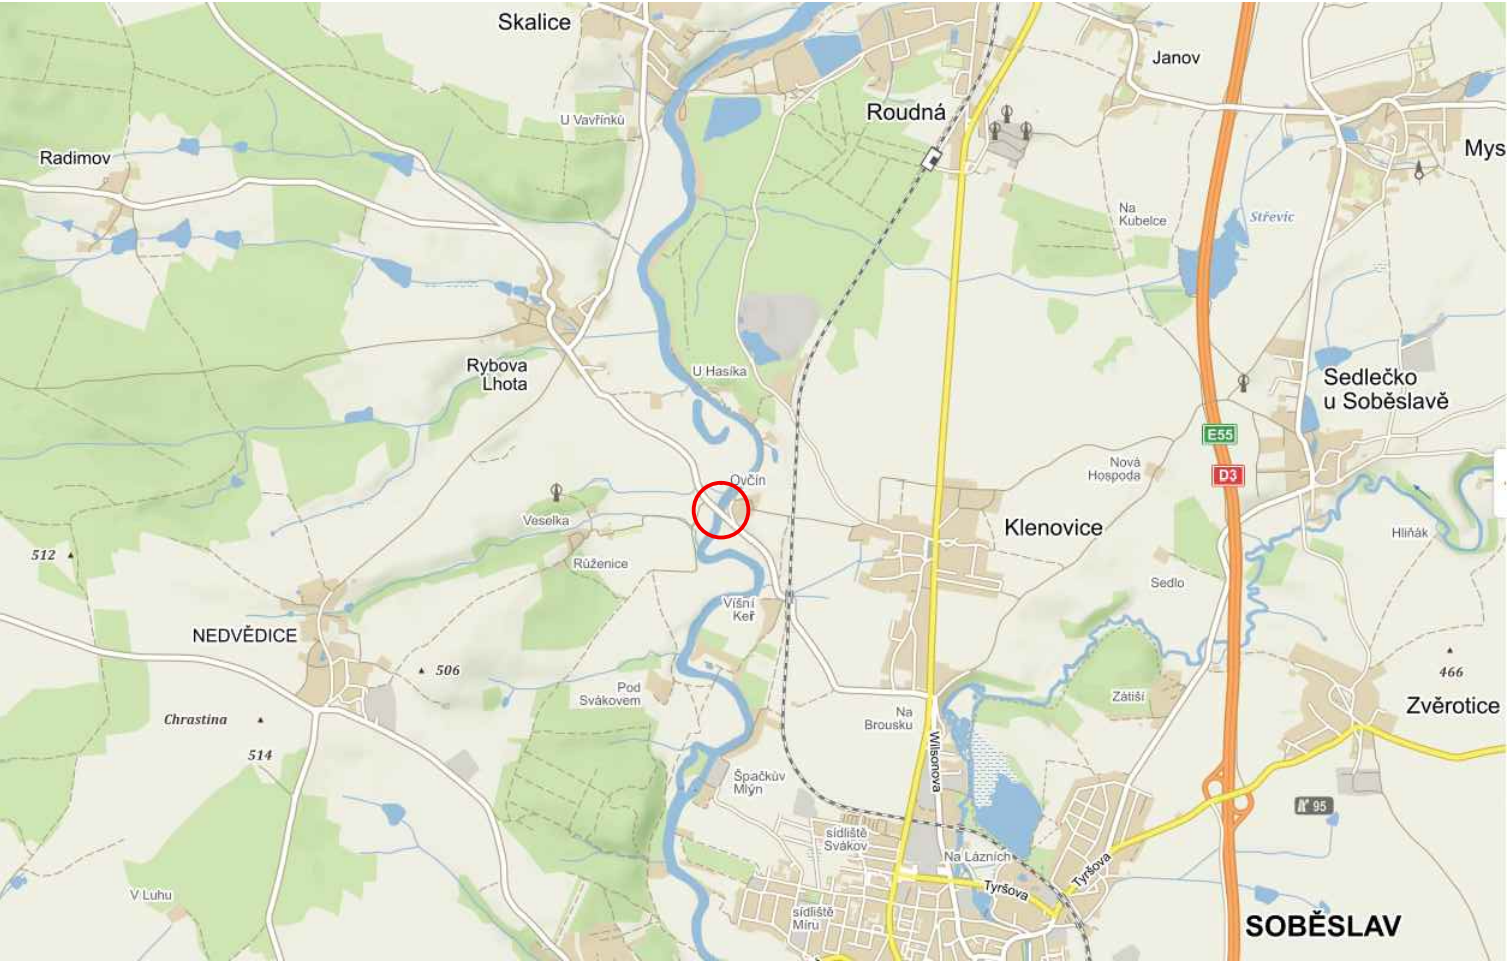 Skalice
Janov
Roudná
U Vavřínků
Mys
Radimov
Na
Kubelce
Střevíc
Rybova
Lhota
U Hasíka
Sedlečko
u Soběslavě
E55
D3
Nová
Hospoda
Ovčín
Veselka
Klenovice
Hliňák
512
Růženice
Sedlo
Višní
Keř
NEDVĚDICE
506
466
Pod
Svákovem
Zátiší
Zvěrotice
Chrastina
Na
Brousku
514
Wilsonova
Špačkův
Mlýn
95
sídliště
Svákov
Na Lázních
Tyršova
Tyršova
V Luhu
sídliště
Míru
SOBĚSLAV